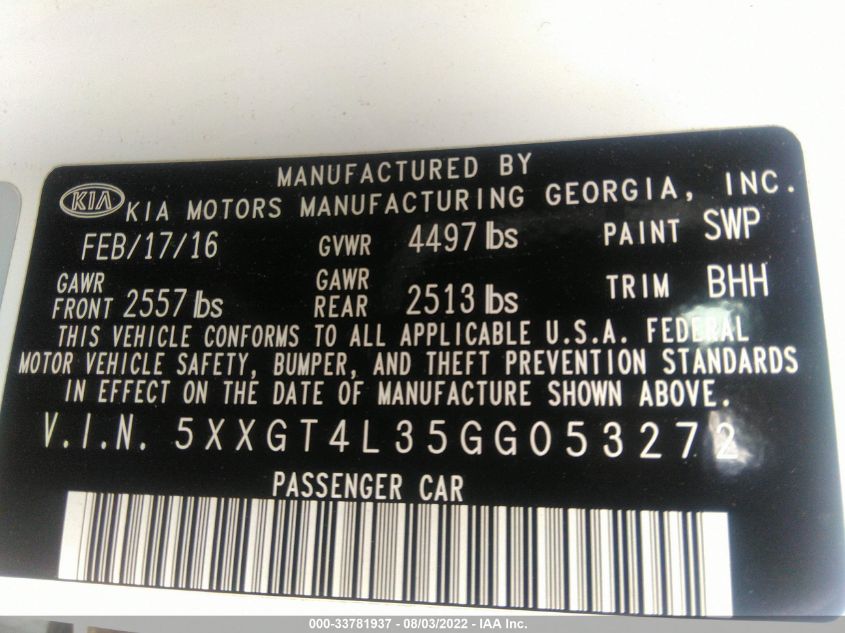 MANUFACTURED BY
KIA KIA MOTORS MANUFACTURING GEORGIA, INC.
FEB/17/16 GVWR 4497 lbs PAINT SWP
GAWR FRONT 2557 lbs GAWR REAR 2513 lbs TRIM BHH
THIS VEHICLE CONFORMS TO ALL APPLICABLE U.S.A. FEDERAL
MOTOR VEHICLE SAFETY, BUMPER, AND THEFT PREVENTION STANDARDS
IN EFFECT ON THE DATE OF MANUFACTURE SHOWN ABOVE.
V.I.N. 5XXGT4L35GG053272
PASSENGER CAR
000-33781937 - 08/03/2022 - IAA Inc.